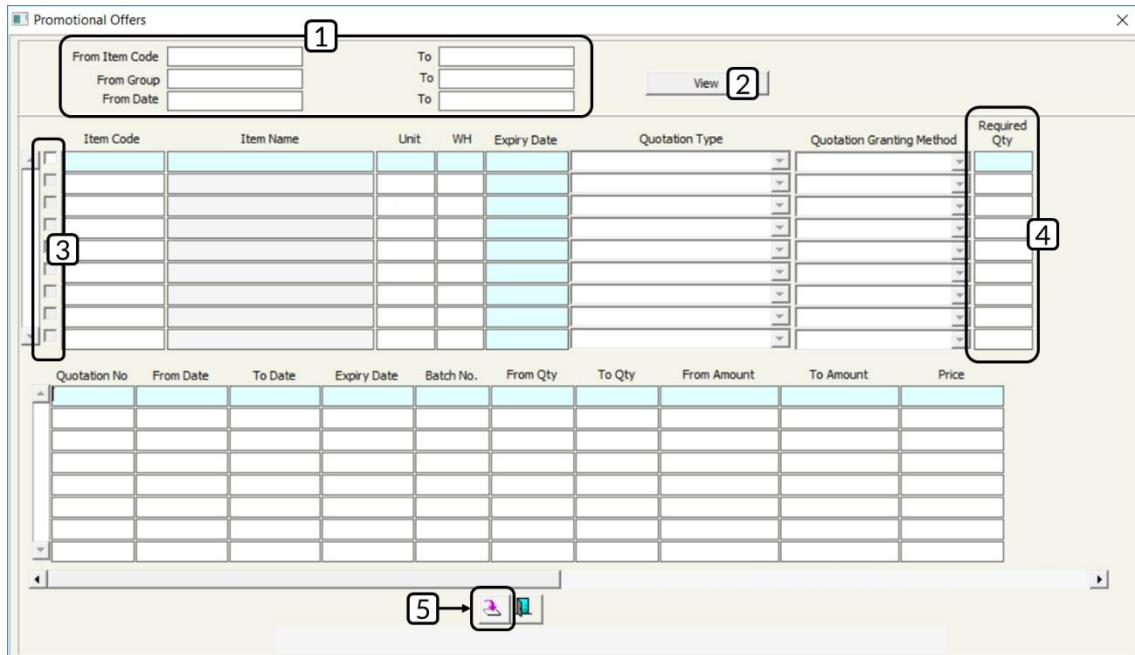 Promotional Offers
1
From Item Code To
From Group To
From Date To
View 2
Item Code Item Name Unit WH Expiry Date Quotation Type Quotation Granting Method Required Qty
3
4
Quotation No From Date To Date Expiry Date Batch No. From Qty To Qty From Amount To Amount Price
5